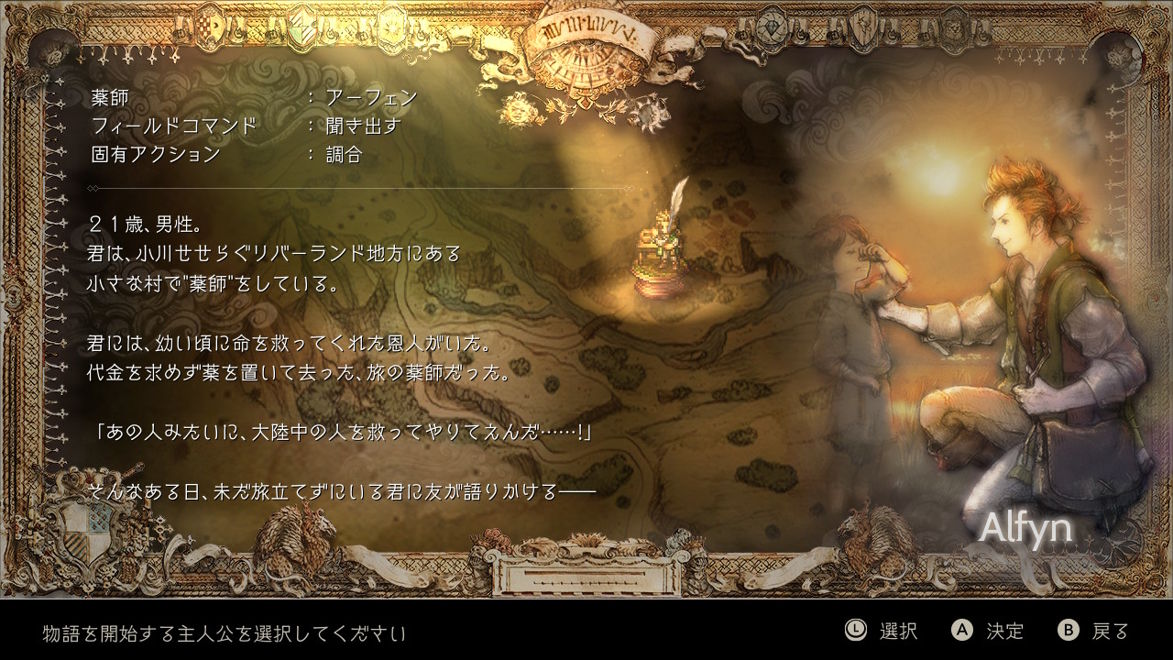 薬師 : アーフェン
フィールドコマンド : 聞き出す
固有アクション : 調合
２１歳、男性。
君は、小川せせらぐリバーランド地方にある
小さな村で"薬師"をしている。
君には、幼い頃に命を救ってくれた恩人がいた。
代金を求めず薬を置いて去った、旅の薬師だった。
「あの人みたいに、大陸中の人を救ってやりてえんだ……!」
そんなある日、未だ旅立てずにいる君に友が語りかける――
Alfyn
物語を開始する主人公を選択してください
L 選択 A 決定 B 戻る